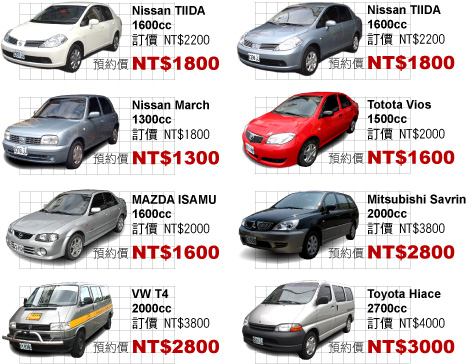 Nissan TIIDA
1600cc
訂價 NT$2200
預約價 NT$1800
Nissan TIIDA
1600cc
訂價 NT$2200
預約價 NT$1800
Nissan March
1300cc
訂價 NT$1800
預約價 NT$1300
Totota Vios
1500cc
訂價 NT$2000
預約價 NT$1600
MAZDA ISAMU
1600cc
訂價 NT$2000
預約價 NT$1600
Mitsubishi Savrin
2000cc
訂價 NT$3800
預約價 NT$2800
VW T4
2000cc
訂價 NT$3800
預約價 NT$2800
Toyota Hiace
2700cc
訂價 NT$4000
預約價 NT$3000